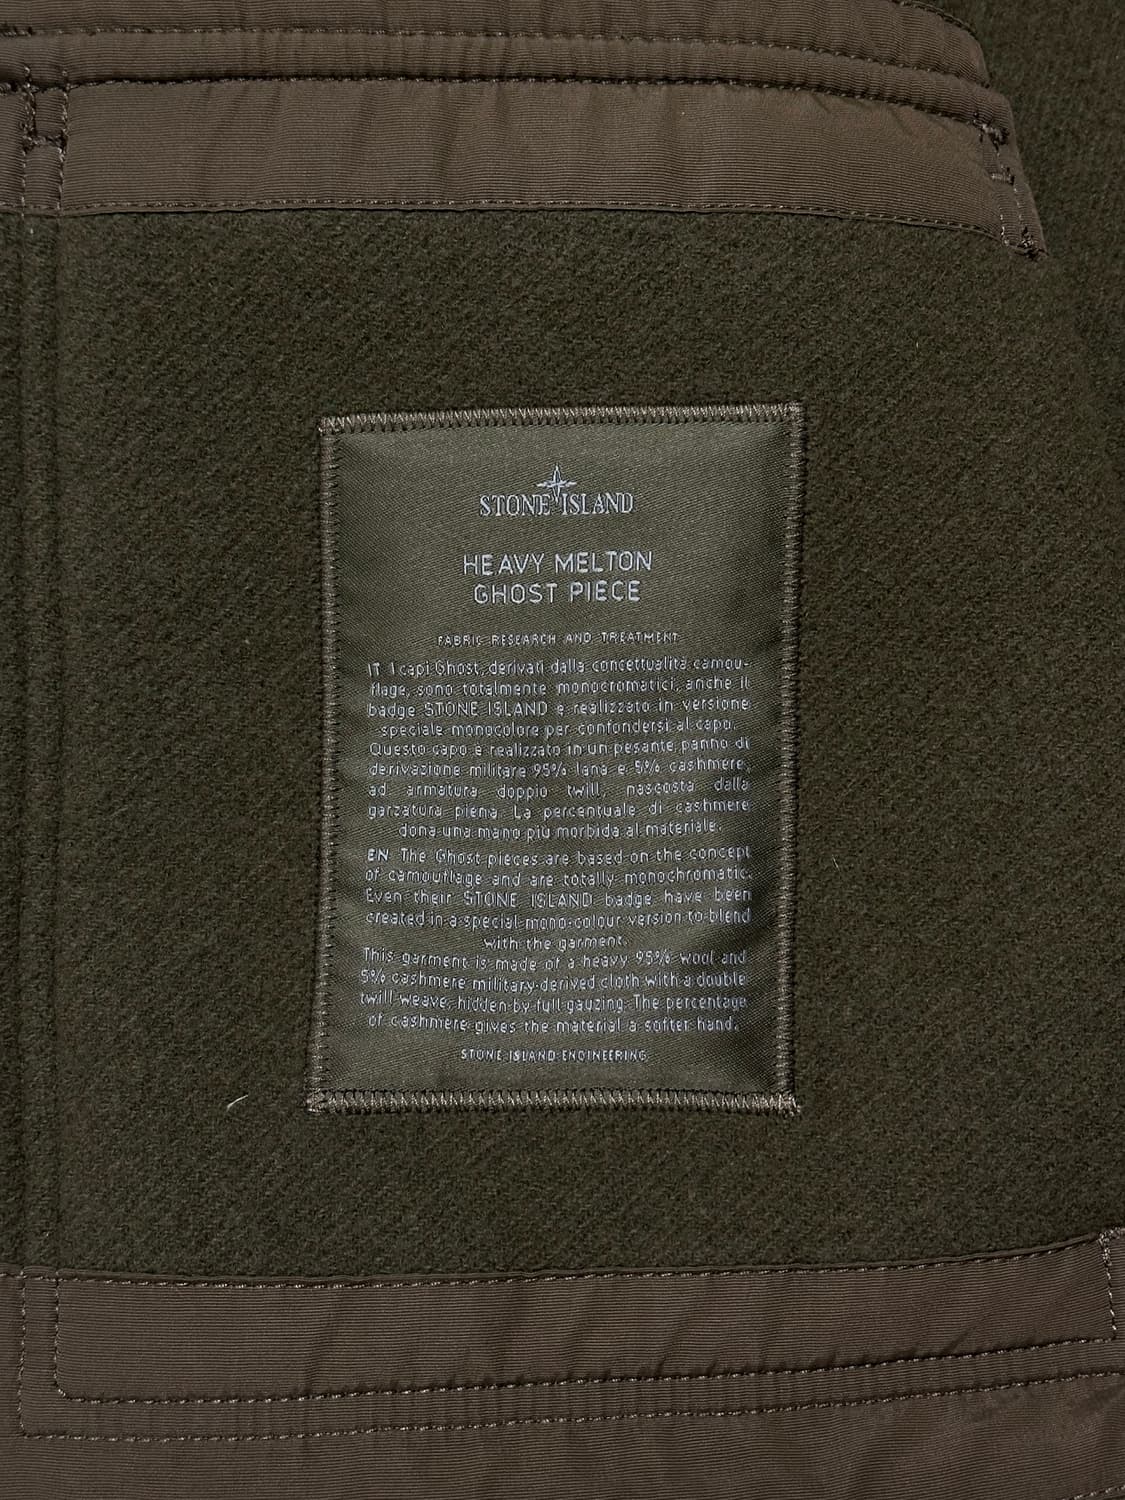 STONE ISLAND
HEAVY MELTON
GHOST PIECE
FABRIC RESEARCH AND TREATMENT
IT I capi Ghost, derivati dalla concettualità camou-
flage, sono totalmente monocromatici, anche il
badge STONE ISLAND è realizzato in versione
speciale monocolore per confondersi al capo.
Questo capo è realizzato in un pesante panno di
derivazione militare 95% lana e 5% cashmere,
ad armatura doppio twill, nascosta dalla
garzatura piena. La percentuale di cashmere
dona una mano più morbida al materiale.
EN The Ghost pieces are based on the concept
of camouflage and are totally monochromatic.
Even their STONE ISLAND badge have been
created in a special mono-colour version to blend
with the garment.
This garment is made of a heavy 95% wool and
5% cashmere military-derived cloth with a double
twill weave, hidden by full gauzing. The percentage
of cashmere gives the material a softer hand.
STONE ISLAND ENGINEERING